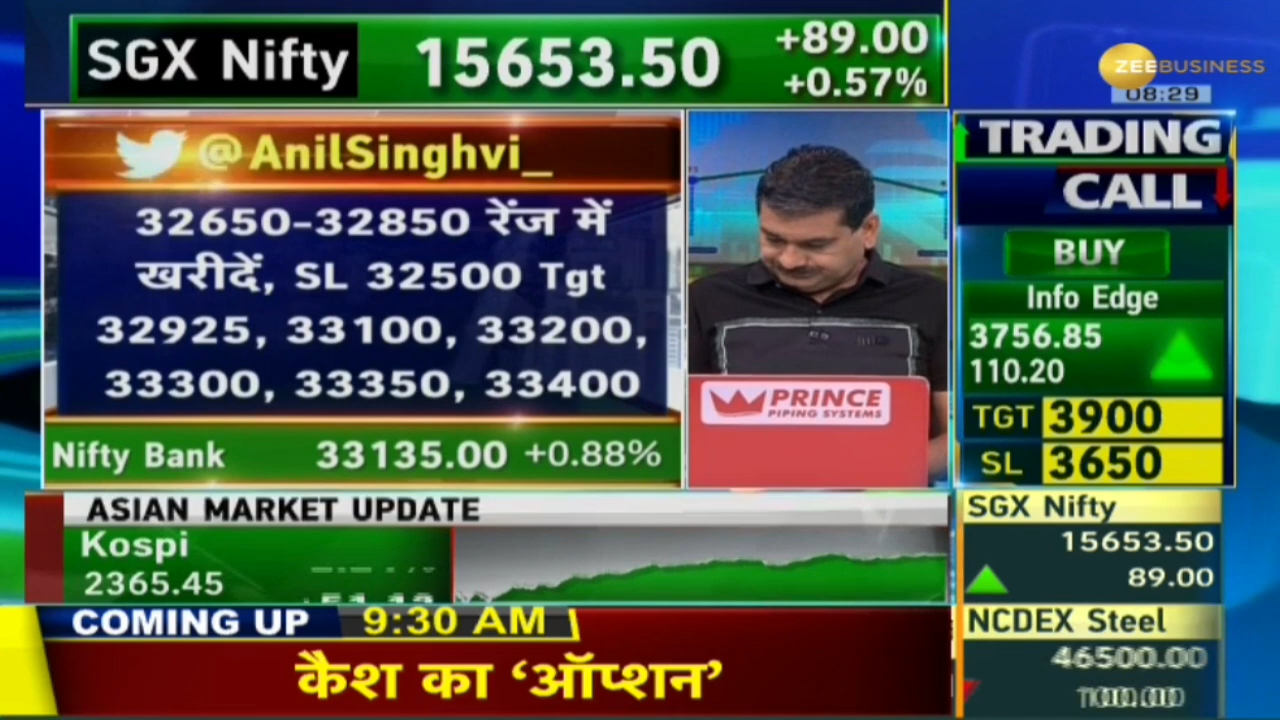 SGX Nifty 15653.50 +89.00
+0.57%
ZEEBUSINESS
08:29
@AnilSinghvi_
32650-32850 रेंज में
खरीदें, SL 32500 Tgt
32925, 33100, 33200,
33300, 33350, 33400
Nifty Bank 33135.00 +0.88%
PRINCE
PIPING SYSTEMS
TRADING
CALL
BUY
Info Edge
3756.85
110.20
TGT 3900
SL 3650
ASIAN MARKET UPDATE
Kospi
2365.45
SGX Nifty
15653.50
89.00
NCDEX Steel
46500.00
COMING UP 9:30 AM
कैश का ‘ऑप्शन’